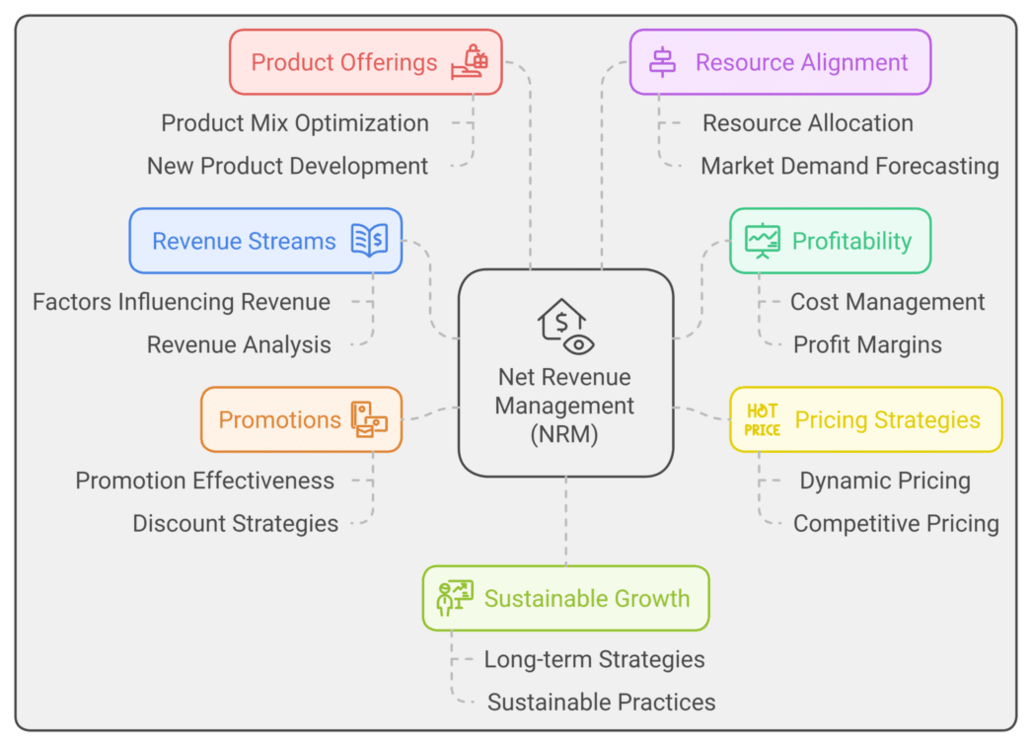 Product Offerings
Product Mix Optimization
New Product Development
Resource Alignment
Resource Allocation
Market Demand Forecasting
Revenue Streams
Factors Influencing Revenue
Revenue Analysis
Profitability
Cost Management
Profit Margins
$
$
Net Revenue
Management
(NRM)
Promotions
Promotion Effectiveness
Discount Strategies
HOT
PRICE
Pricing Strategies
Dynamic Pricing
Competitive Pricing
Sustainable Growth
Long-term Strategies
Sustainable Practices